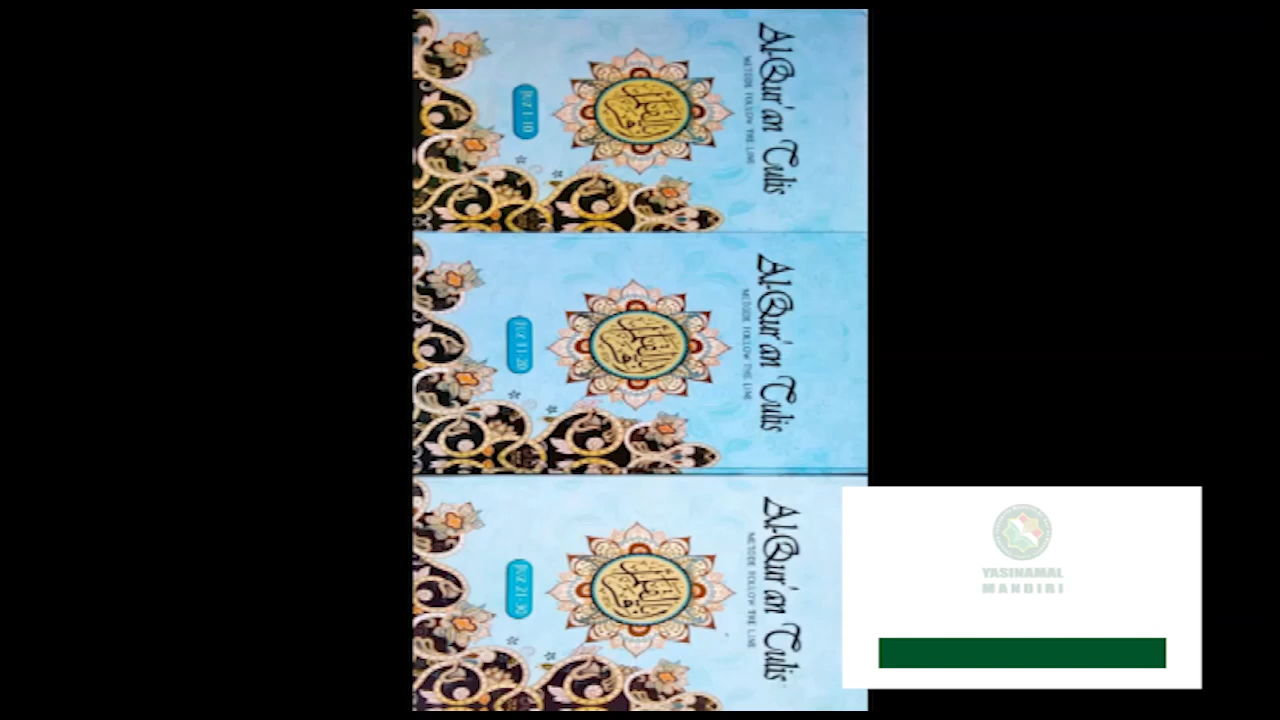 Al-Qur'an Tulis
METODE FOLLOW THE LINE
JUZ 1-10
Al-Qur'an Tulis
METODE FOLLOW THE LINE
JUZ 11-20
Al-Qur'an Tulis
METODE FOLLOW THE LINE
JUZ 21-30
YASINAMAL
MANDIRI